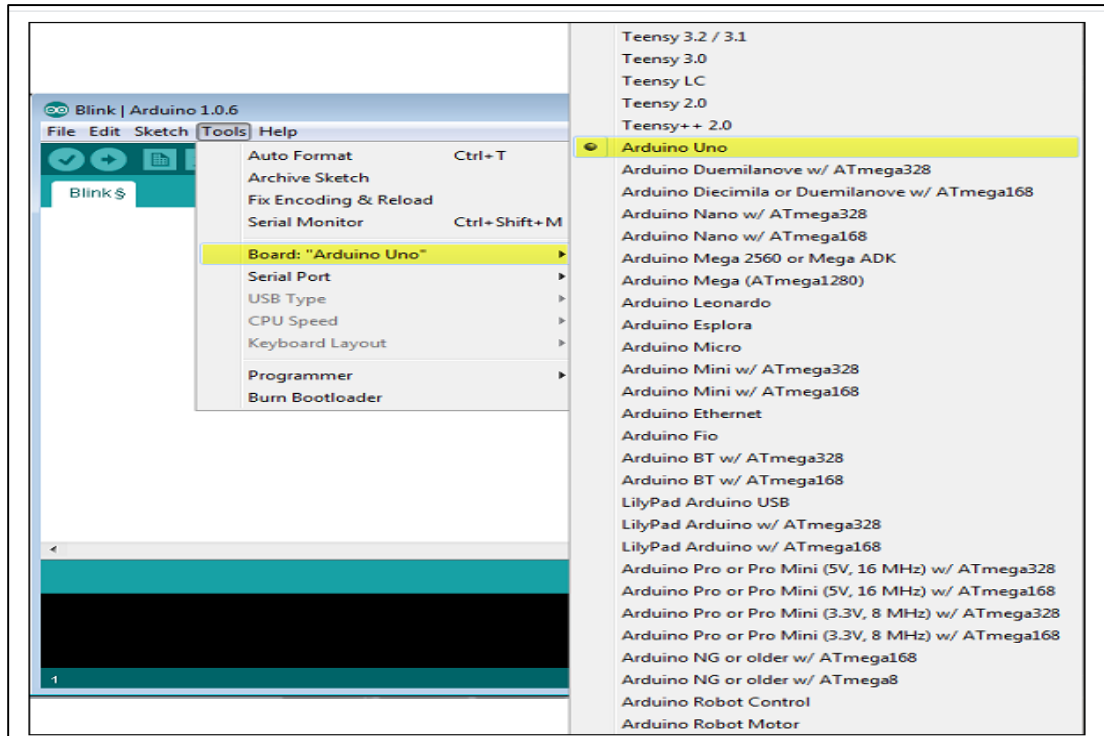 Blink | Arduino 1.0.6
File Edit Sketch Tools Help
Blink§
Auto Format Ctrl+T
Archive Sketch
Fix Encoding & Reload
Serial Monitor Ctrl+Shift+M
Board: "Arduino Uno"
Serial Port
USB Type
CPU Speed
Keyboard Layout
Programmer
Burn Bootloader
1
Teensy 3.2 / 3.1
Teensy 3.0
Teensy LC
Teensy 2.0
Teensy++ 2.0
Arduino Uno
Arduino Duemilanove w/ ATmega328
Arduino Diecimila or Duemilanove w/ ATmega168
Arduino Nano w/ ATmega328
Arduino Nano w/ ATmega168
Arduino Mega 2560 or Mega ADK
Arduino Mega (ATmega1280)
Arduino Leonardo
Arduino Esplora
Arduino Micro
Arduino Mini w/ ATmega328
Arduino Mini w/ ATmega168
Arduino Ethernet
Arduino Fio
Arduino BT w/ ATmega328
Arduino BT w/ ATmega168
LilyPad Arduino USB
LilyPad Arduino w/ ATmega328
LilyPad Arduino w/ ATmega168
Arduino Pro or Pro Mini (5V, 16 MHz) w/ ATmega328
Arduino Pro or Pro Mini (5V, 16 MHz) w/ ATmega168
Arduino Pro or Pro Mini (3.3V, 8 MHz) w/ ATmega328
Arduino Pro or Pro Mini (3.3V, 8 MHz) w/ ATmega168
Arduino NG or older w/ ATmega168
Arduino NG or older w/ ATmega8
Arduino Robot Control
Arduino Robot Motor